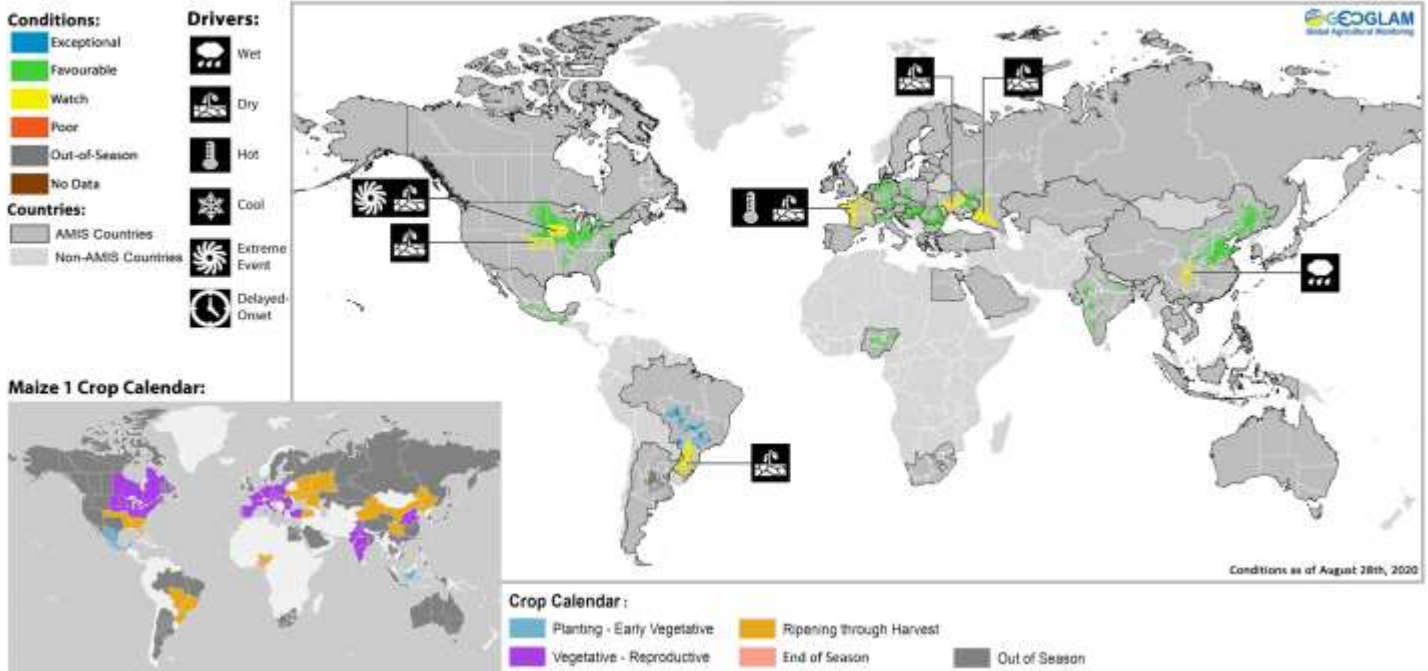 Conditions:
Exceptional
Favourable
Watch
Poor
Out-of-Season
No Data
Countries:
AMIS Countries
Non-AMIS Countries
Drivers:
Wet
Dry
Hot
Cool
Extreme
Event
Delayed-
Onset
GEOGLAM
Global Agricultural Monitoring
Conditions as of August 28th, 2020
Maize 1 Crop Calendar:
Crop Calendar :
Planting - Early Vegetative
Ripening through Harvest
Vegetative - Reproductive
End of Season
Out of Season